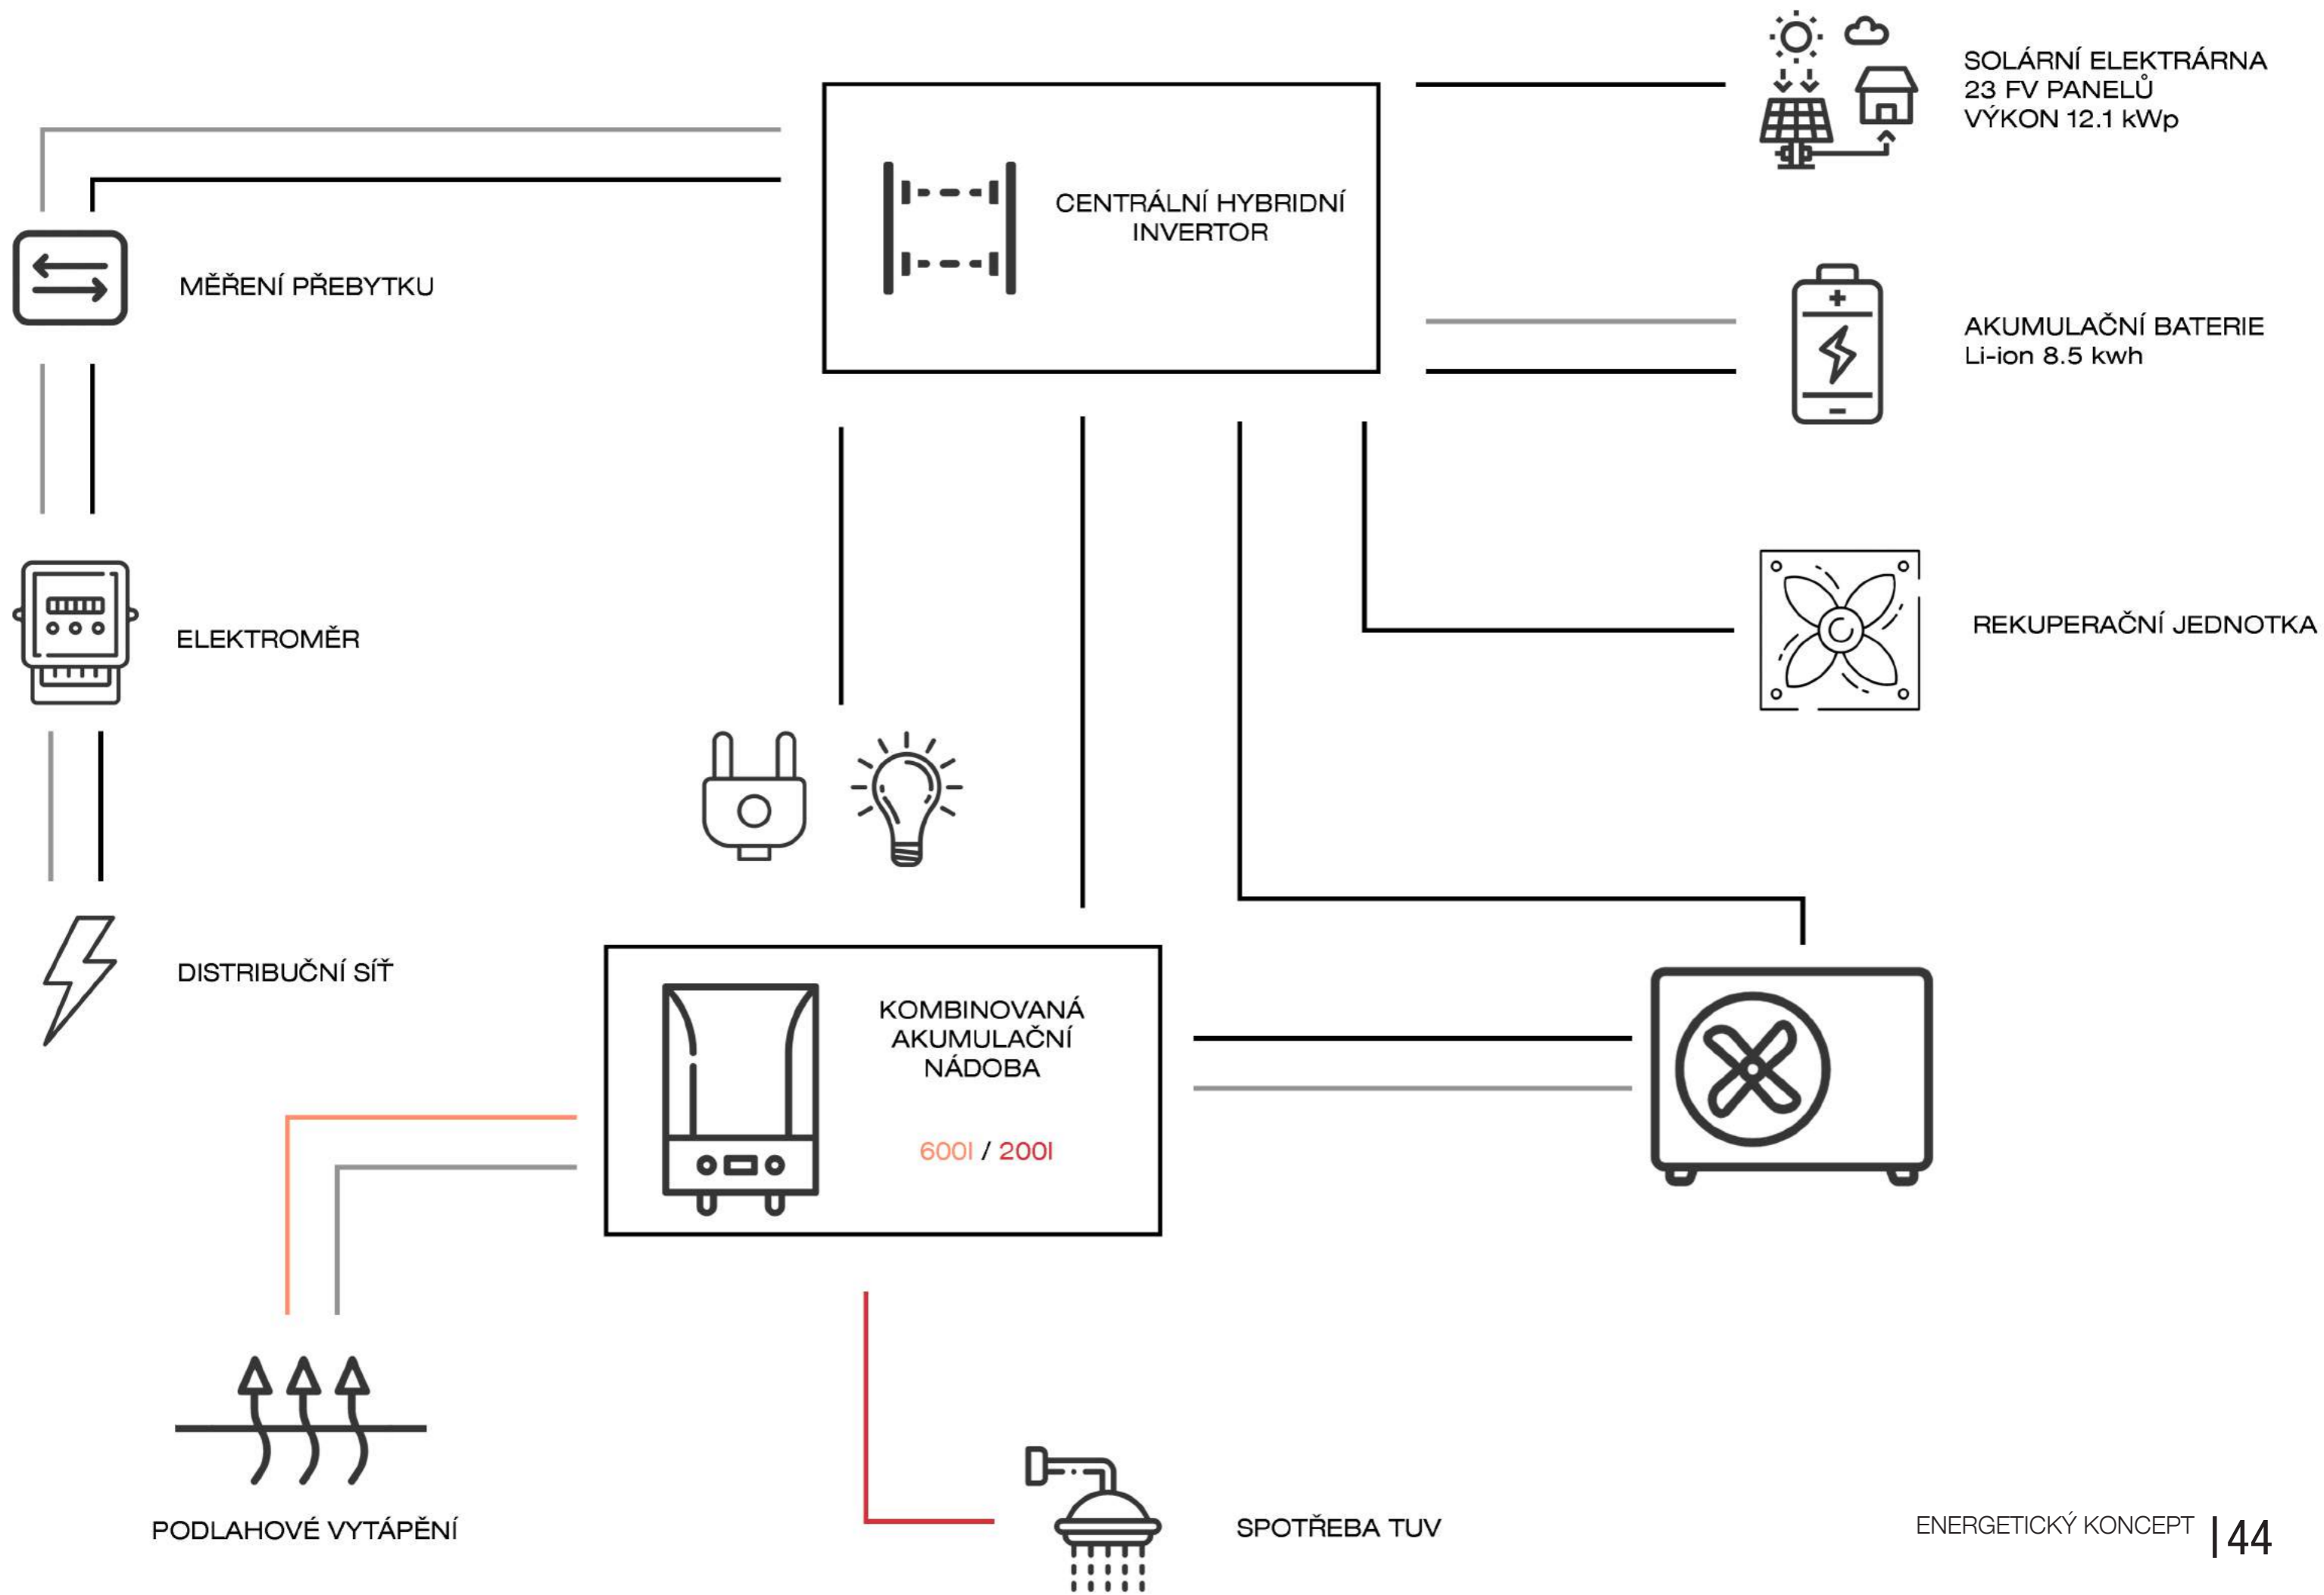 SOLÁRNÍ ELEKTRÁRNA
23 FV PANELŮ
VÝKON 12.1 kWp
CENTRÁLNÍ HYBRIDNÍ
INVERTOR
MĚŘENÍ PŘEBYTKU
AKUMULAČNÍ BATERIE
Li-ion 8.5 kwh
ELEKTROMĚR
REKUPERAČNÍ JEDNOTKA
DISTRIBUČNÍ SÍŤ
KOMBINOVANÁ
AKUMULAČNÍ
NÁDOBA
600l / 200l
PODLAHOVÉ VYTÁPĚNÍ
SPOTŘEBA TUV
ENERGETICKÝ KONCEPT |44